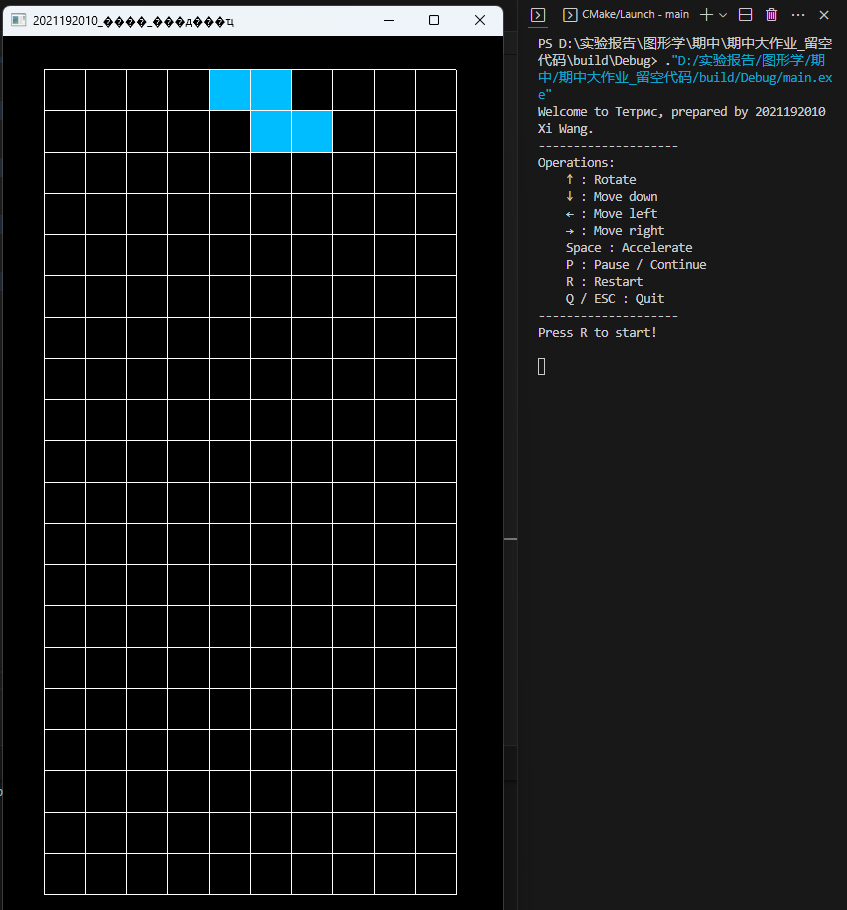 2021192010_����_���д���ҵ
CMake/Launch - main
PS D:\实验报告\图形学\期中\期中大作业_留空
代码\build\Debug> ."D:/实验报告/图形学/期
中/期中大作业_留空代码/build/Debug/main.ex
e"
Welcome to Тетрис, prepared by 2021192010
Xi Wang.
--------------------
Operations:
↑ : Rotate
↓ : Move down
← : Move left
→ : Move right
Space : Accelerate
P : Pause / Continue
R : Restart
Q / ESC : Quit
--------------------
Press R to start!